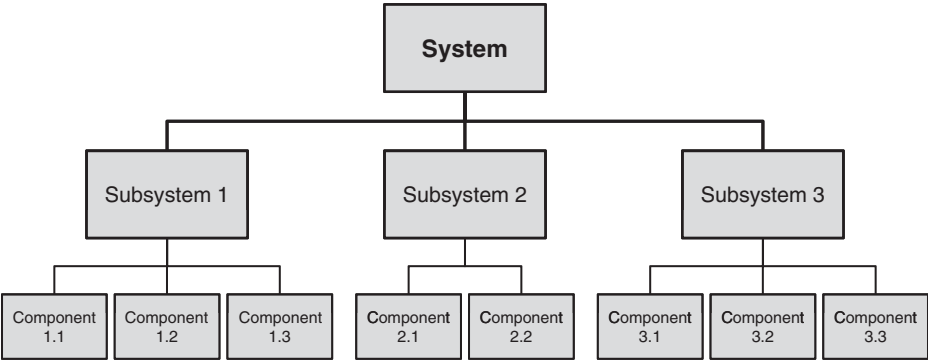 System
Subsystem 1
Subsystem 2
Subsystem 3
Component
1.1
Component
1.2
Component
1.3
Component
2.1
Component
2.2
Component
3.1
Component
3.2
Component
3.3